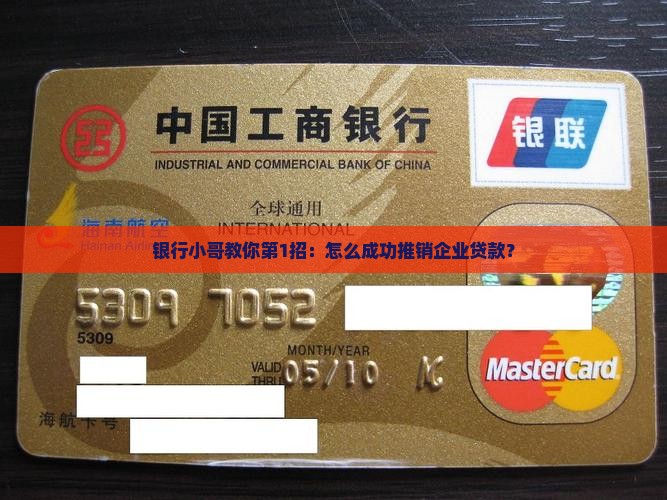 中国工商银行
INDUSTRIAL AND COMMERCIAL BANK OF CHINA
银联
全球通用
INTERNATIONAL
海南航空
Hainan Airlines
银行小哥教你第1招：怎么成功推销企业贷款？
5309 7052
5309
MONTH/YEAR
VALID
THRU
05/10
MasterCard
海航卡号